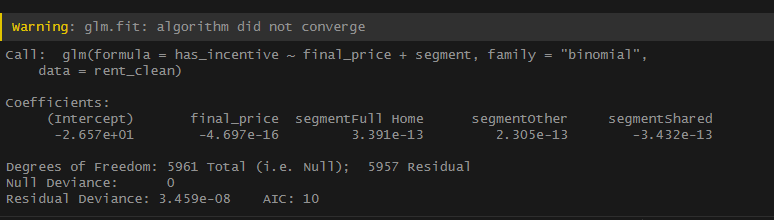 Warning: glm.fit: algorithm did not converge
Call:  glm(formula = has_incentive ~ final_price + segment, family = "binomial",
    data = rent_clean)
Coefficients:
(Intercept) final_price segmentFull Home segmentOther segmentShared
-2.657e+01 -4.697e-16 3.391e-13 2.305e-13 -3.432e-13
Degrees of Freedom: 5961 Total (i.e. Null);  5957 Residual
Null Deviance:      0
Residual Deviance: 3.459e-08    AIC: 10